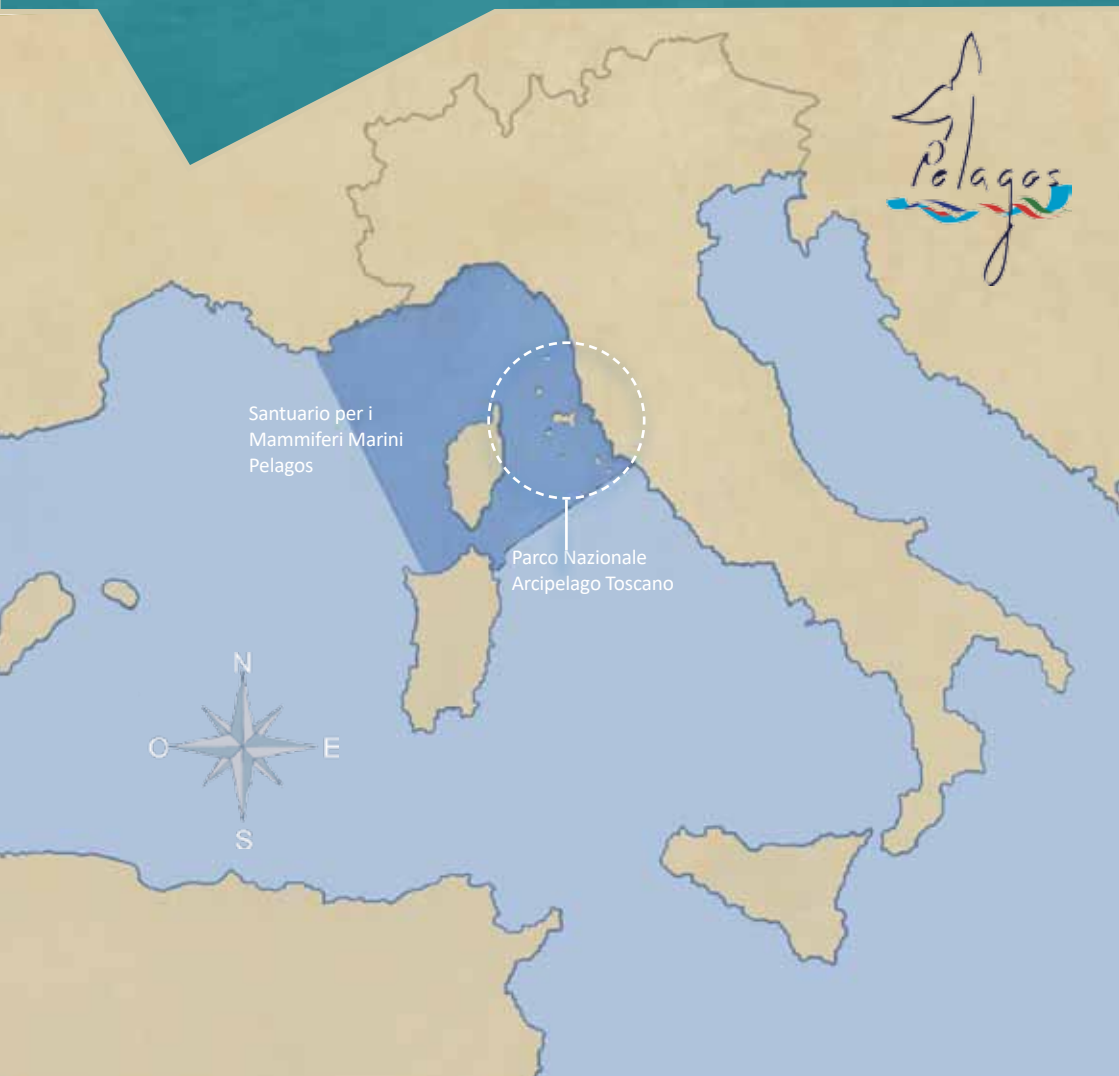 Pelagos
Santuario per i
Mammiferi Marini
Pelagos
Parco Nazionale
Arcipelago Toscano
N
O
E
S